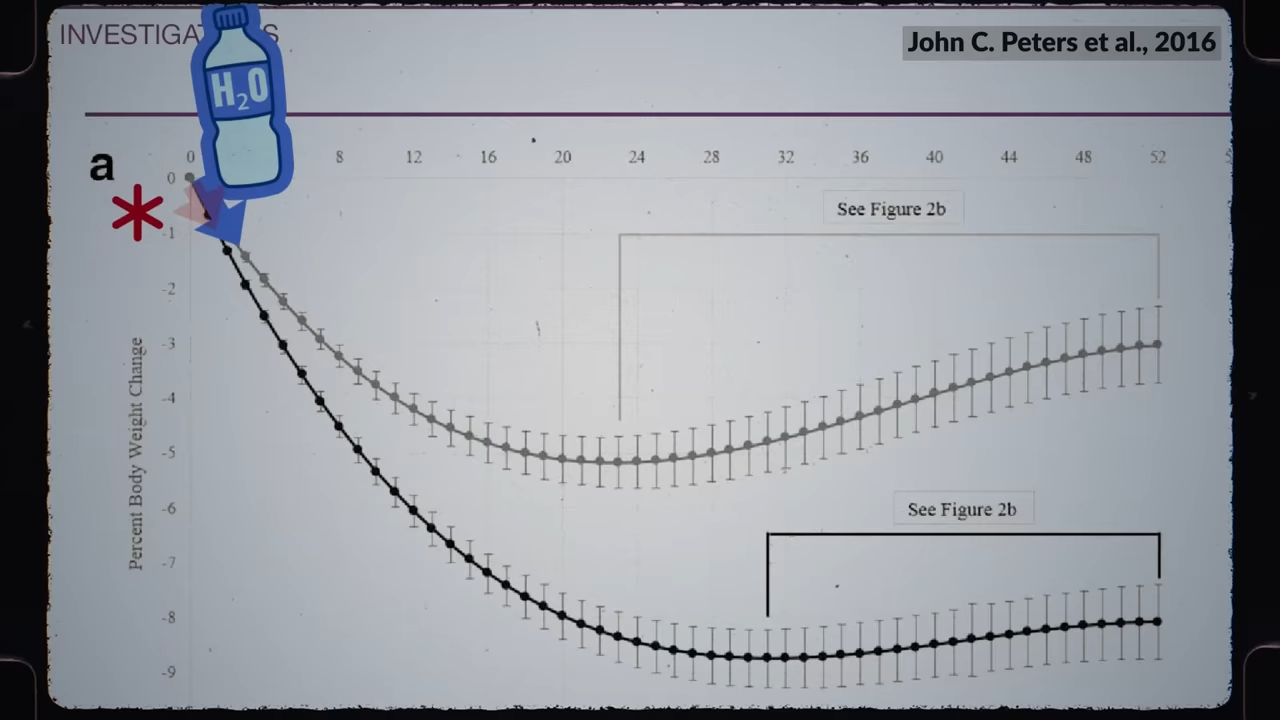 INVESTIGA S
John C. Peters et al., 2016
H₂O
a
0 8 12 16 20 24 28 32 36 40 44 48 52
0
-1
-2
-3
-4
-5
-6
-7
-8
-9
*
Percent Body Weight Change
See Figure 2b
See Figure 2b